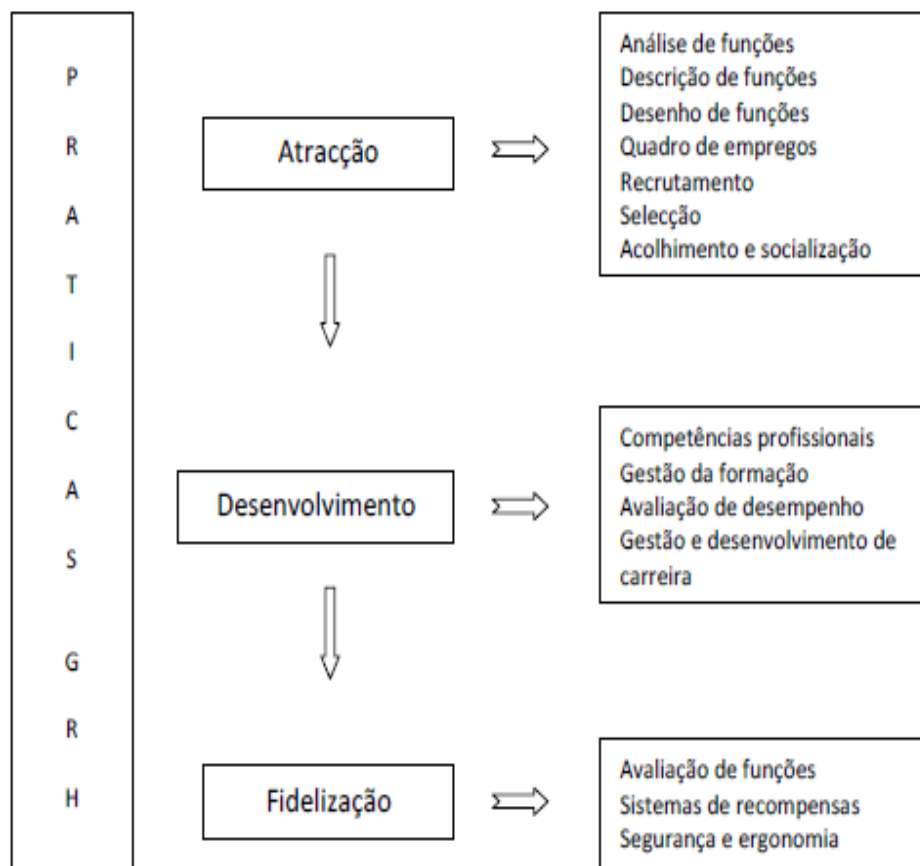 P
R
A
T
I
C
A
S
G
R
H
Atracção
Análise de funções
Descrição de funções
Desenho de funções
Quadro de empregos
Recrutamento
Selecção
Acolhimento e socialização
Desenvolvimento
Competências profissionais
Gestão da formação
Avaliação de desempenho
Gestão e desenvolvimento de
carreira
Fidelização
Avaliação de funções
Sistemas de recompensas
Segurança e ergonomia